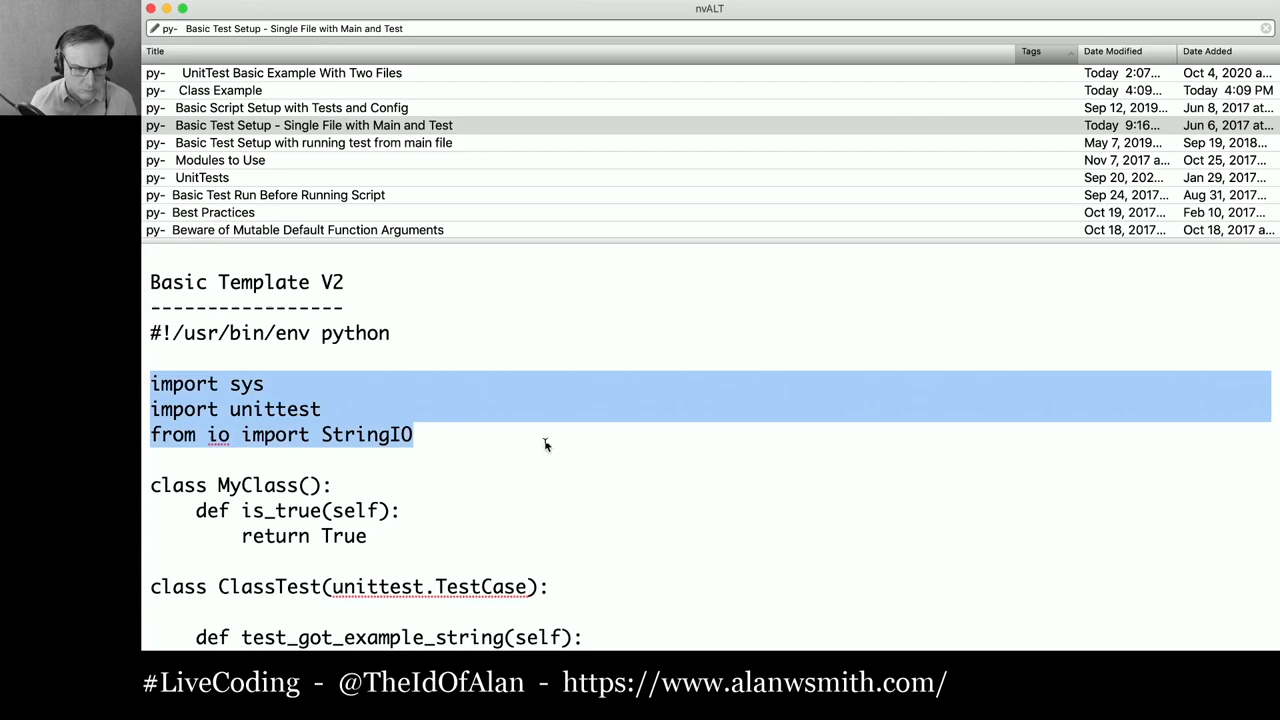 nvALT
py- Basic Test Setup - Single File with Main and Test
Title Tags Date Modified Date Added
py- UnitTest Basic Example With Two Files Today 2:07... Oct 4, 2020 a...
py- Class Example Today 4:09... Today 4:09 PM
py- Basic Script Setup with Tests and Config Sep 12, 2019... Jun 8, 2017 at...
py- Basic Test Setup - Single File with Main and Test Today 9:16... Jun 6, 2017 at...
py- Basic Test Setup with running test from main file May 7, 2019... Sep 19, 2018...
py- Modules to Use Nov 7, 2017 a... Oct 25, 2017...
py- UnitTests Sep 20, 202... Jan 29, 2017...
py- Basic Test Run Before Running Script Sep 24, 2017... Aug 31, 2017...
py- Best Practices Oct 19, 2017... Feb 10, 2017...
py- Beware of Mutable Default Function Arguments Oct 18, 2017... Oct 18, 2017 a...
Basic Template V2
-----------------
#!/usr/bin/env python
import sys
import unittest
from io import StringIO
class MyClass():
def is_true(self):
return True
class ClassTest(unittest.TestCase):
def test_got_example_string(self):
#LiveCoding - @TheIdOfAlan - https://www.alanwsmith.com/